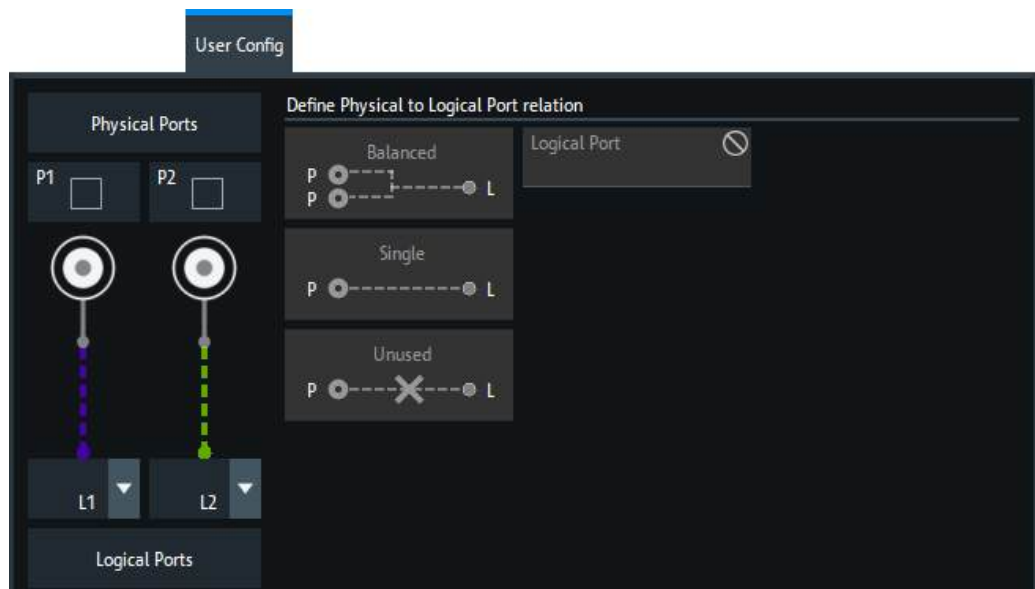 User Config
Physical Ports
Define Physical to Logical Port relation
P1
P2
Balanced
P
P
L
Logical Port
Single
P
L
Unused
P
L
L1
L2
Logical Ports